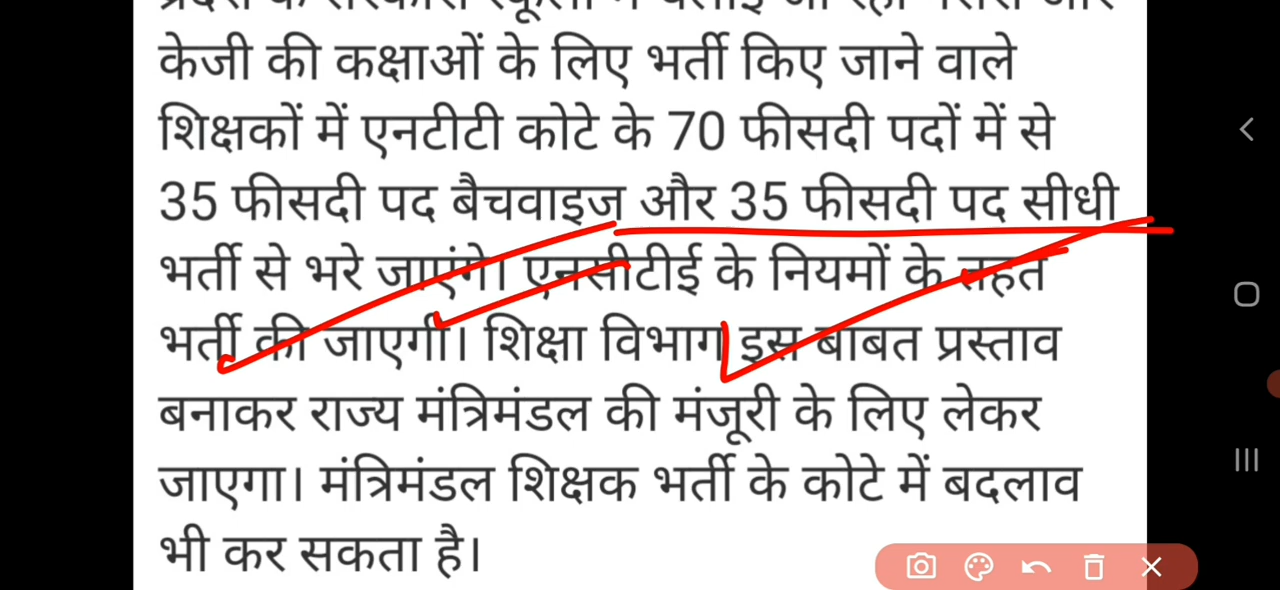 केजी की कक्षाओं के लिए भर्ती किए जाने वाले
शिक्षकों में एनटीटी कोटे के 70 फीसदी पदों में से
35 फीसदी पद बैचवाइज और 35 फीसदी पद सीधी
भर्ती से भरे जाएंगे। एनसीटीई के नियमों के तहत
भर्ती की जाएगी। शिक्षा विभाग इस बाबत प्रस्ताव
बनाकर राज्य मंत्रिमंडल की मंजूरी के लिए लेकर
जाएगा। मंत्रिमंडल शिक्षक भर्ती के कोटे में बदलाव
भी कर सकता है।